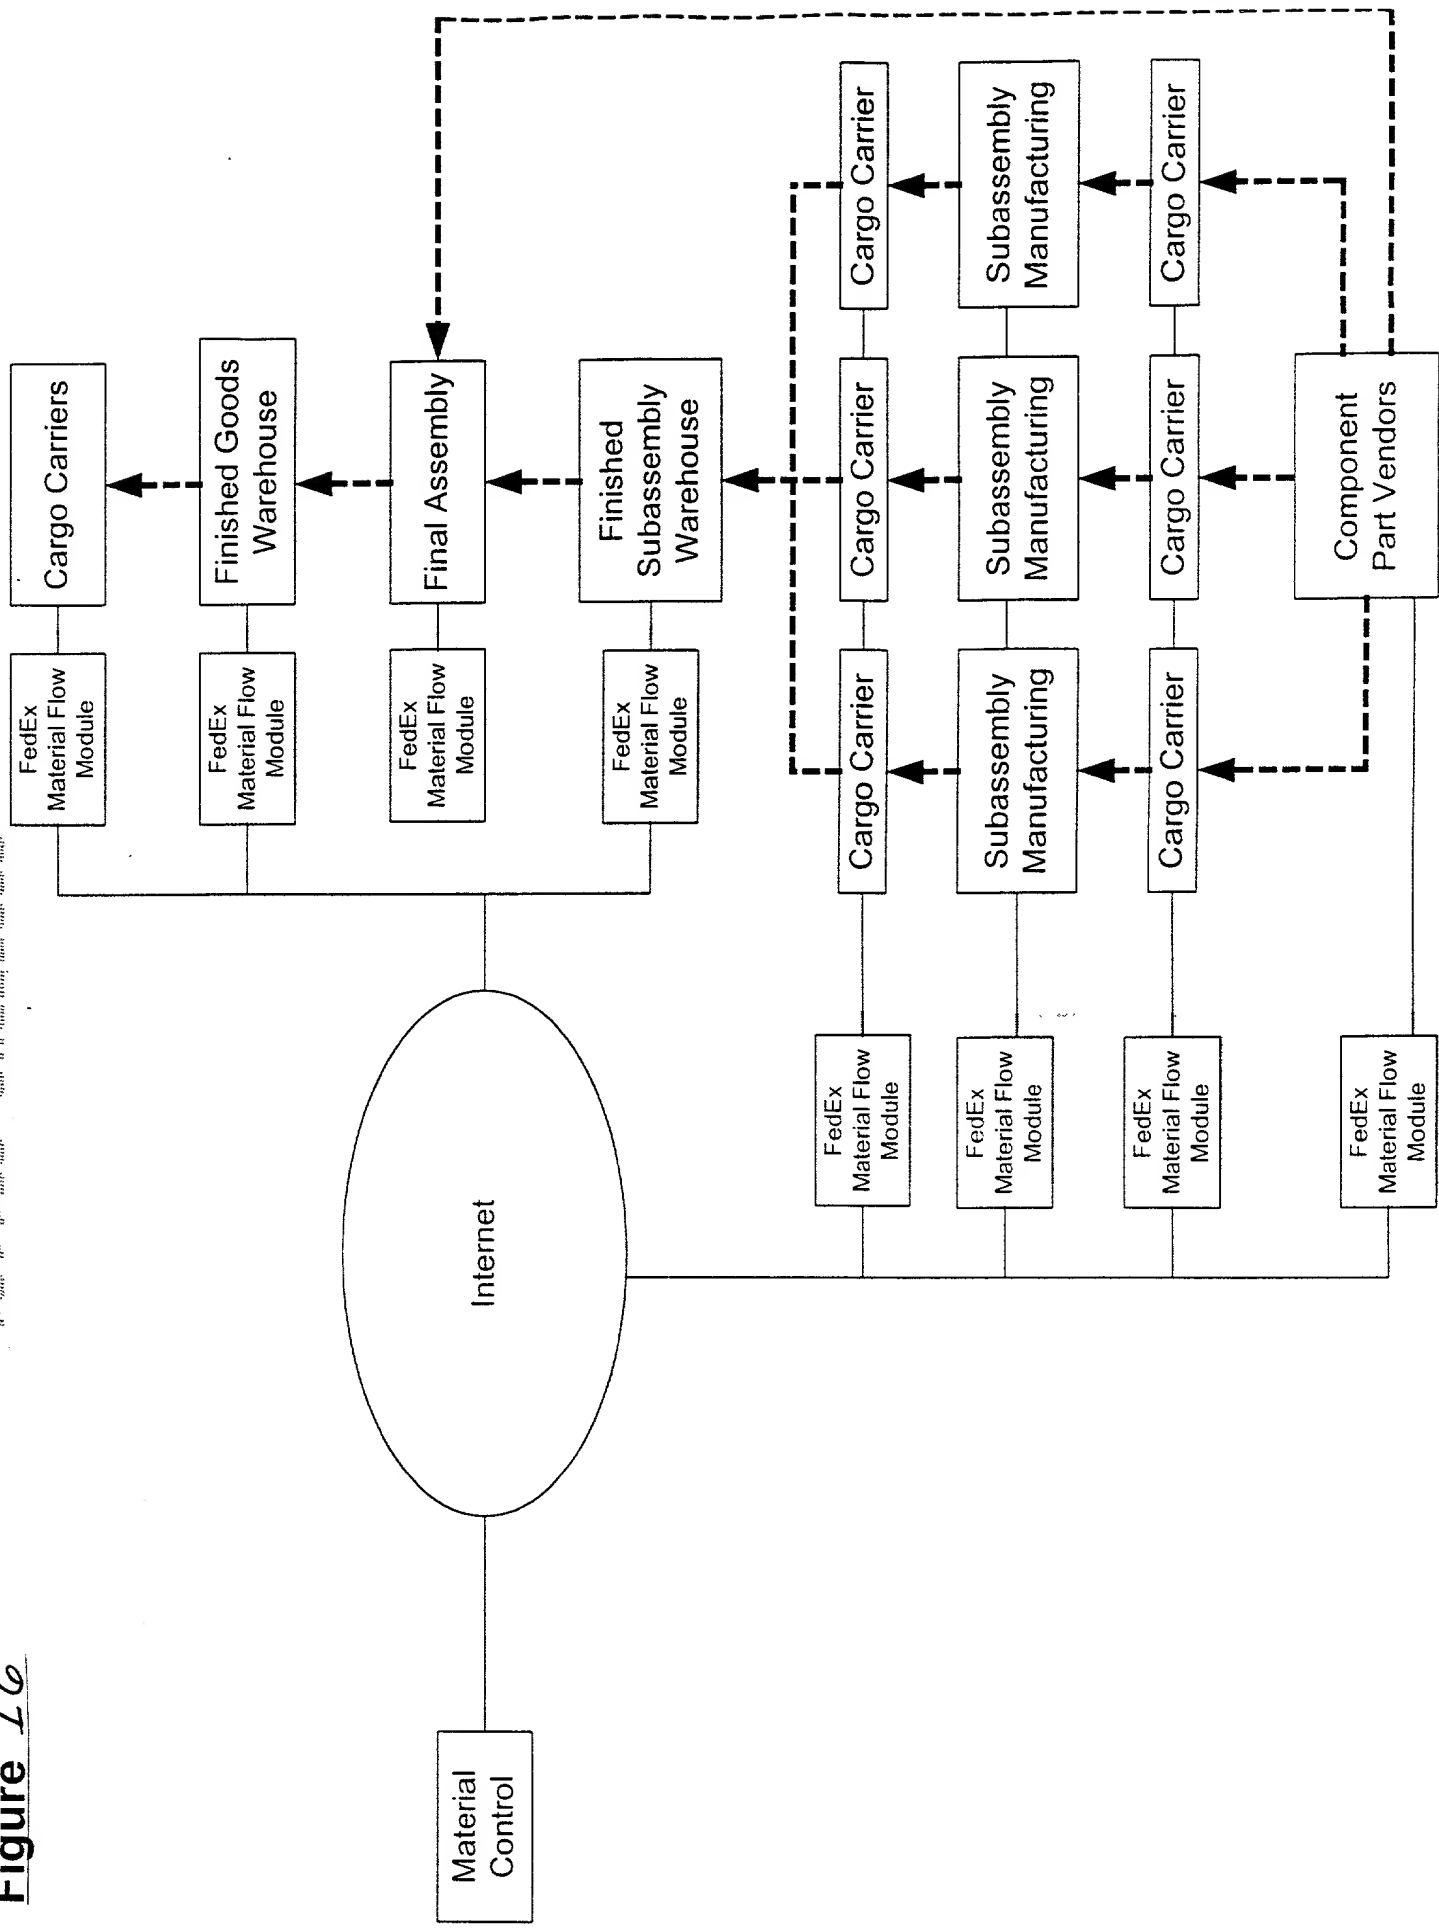 Figure 26
Cargo Carriers
Finished Goods
Warehouse
Final Assembly
Finished
Subassembly
Warehouse
FedEx
Material Flow
Module
FedEx
Material Flow
Module
FedEx
Material Flow
Module
FedEx
Material Flow
Module
Internet
Material
Control
Cargo Carrier
Cargo Carrier
Cargo Carrier
Subassembly
Manufacturing
Subassembly
Manufacturing
Subassembly
Manufacturing
Cargo Carrier
Cargo Carrier
Cargo Carrier
Component
Part Vendors
FedEx
Material Flow
Module
FedEx
Material Flow
Module
FedEx
Material Flow
Module
FedEx
Material Flow
Module